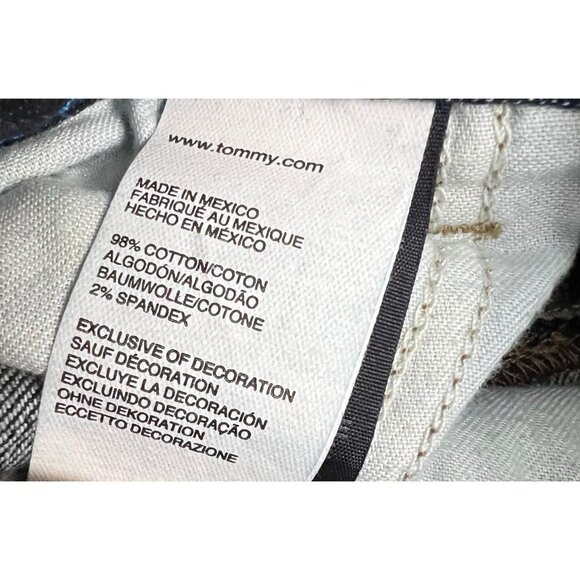 www.tommy.com
MADE IN MEXICO
FABRIQUÉ AU MEXIQUE
HECHO EN MÉXICO
98% COTTON/COTON
ALGODÓN/ALGODÃO
BAUMWOLLE/COTONE
2% SPANDEX
EXCLUSIVE OF DECORATION
SAUF DÉCORATION
EXCLUYE LA DECORACIÓN
EXCLUINDO DECORAÇÃO
OHNE DEKORATION
ECCETTO DECORAZIONE